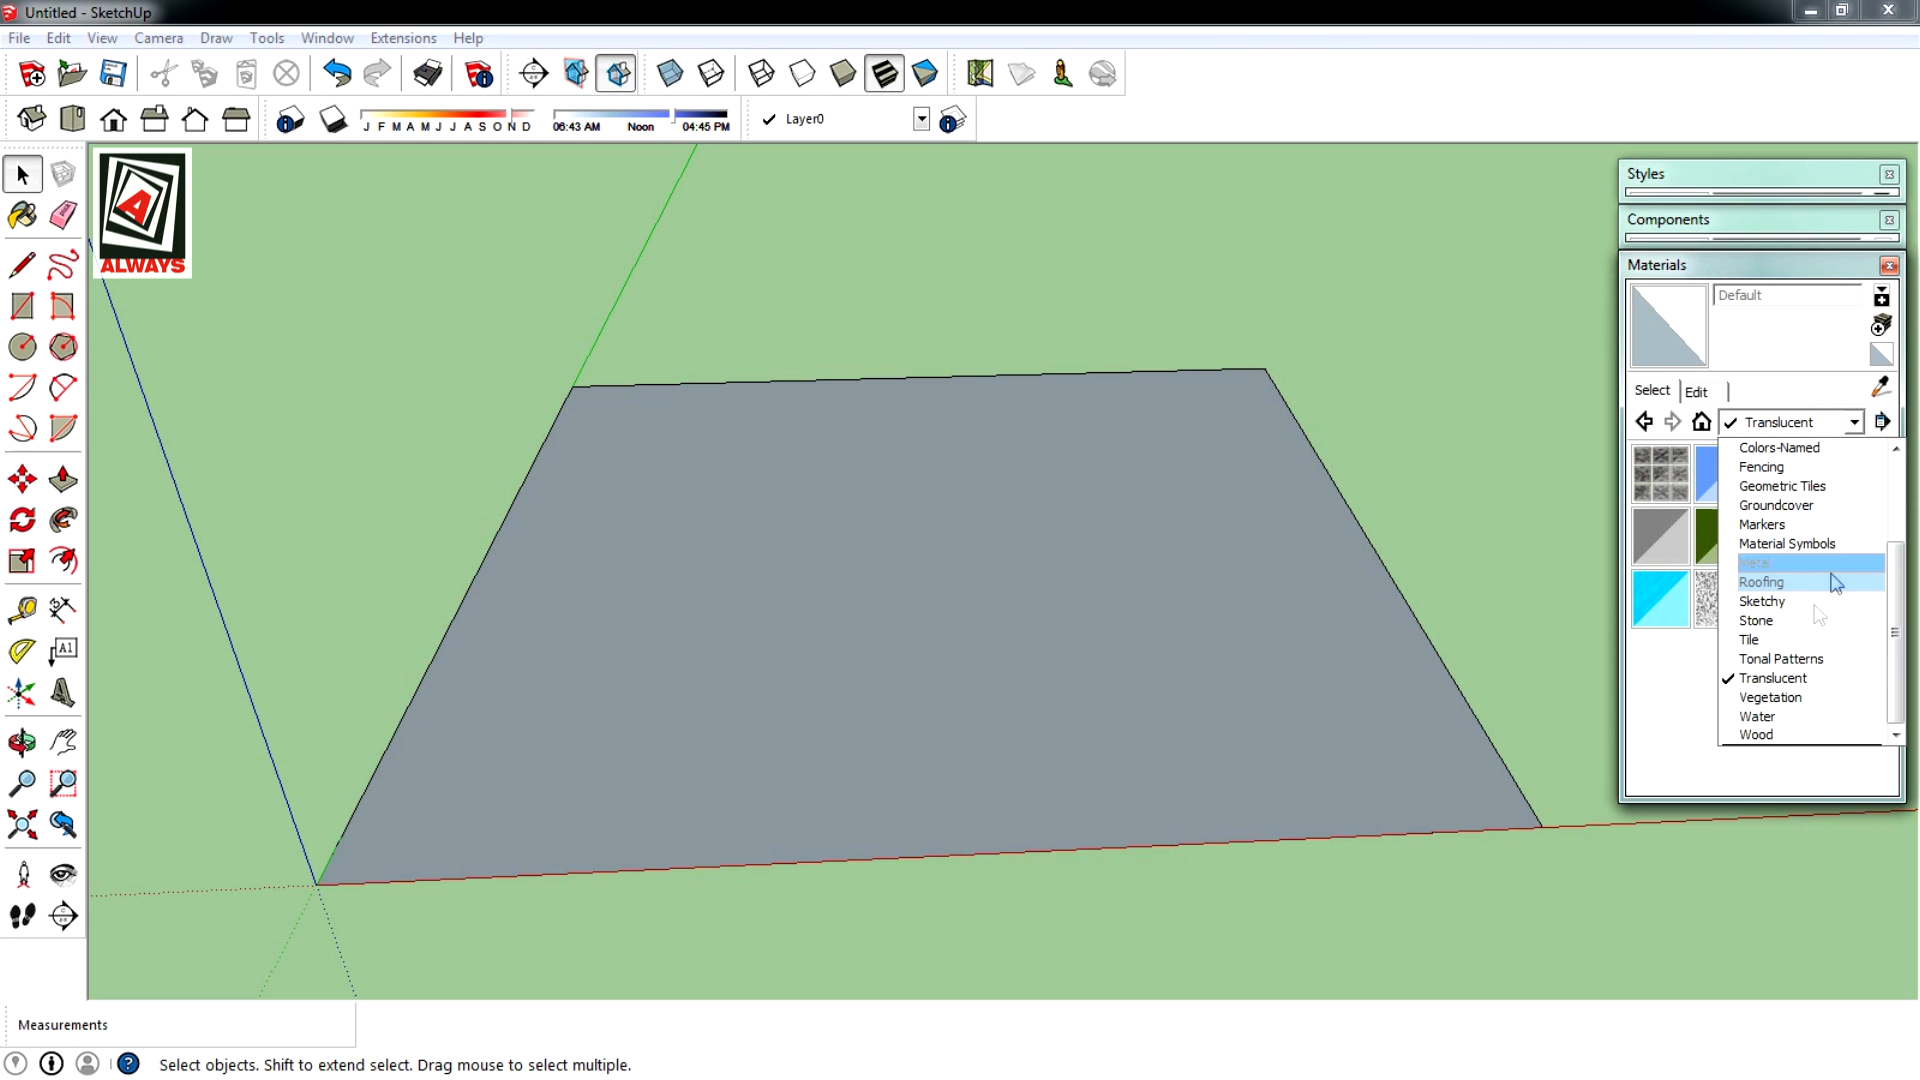 Untitled - SketchUp
File Edit View Camera Draw Tools Window Extensions Help
J F M A M J J A S O N D
06:43 AM Noon 04:45 PM
Layer0
A
ALWAYS
Styles
Components
Materials
Default
Select Edit
Translucent
Colors-Named
Fencing
Geometric Tiles
Groundcover
Markers
Material Symbols
Metal
Roofing
Sketchy
Stone
Tile
Tonal Patterns
Translucent
Vegetation
Water
Wood
A1
Measurements
Select objects. Shift to extend select. Drag mouse to select multiple.